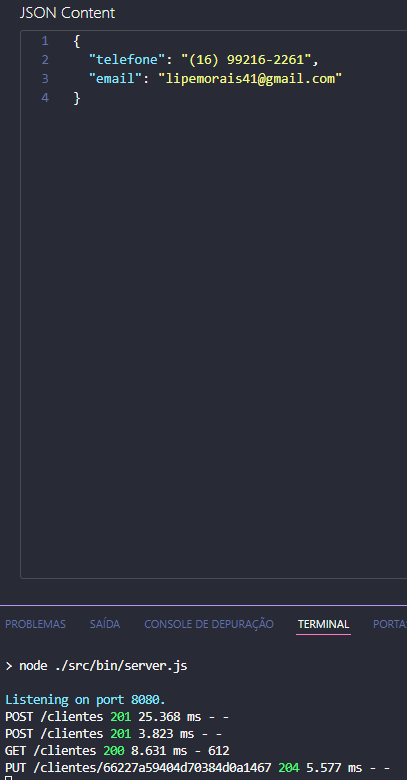 JSON Content
1 {
2 "telefone": "(16) 99216-2261",
3 "email": "lipemorais41@gmail.com"
4 }
PROBLEMAS SAÍDA CONSOLE DE DEPURAÇÃO TERMINAL PORTA
> node ./src/bin/server.js
Listening on port 8080.
POST /clientes 201 25.368 ms - -
POST /clientes 201 3.823 ms - -
GET /clientes 200 8.631 ms - 612
PUT /clientes/66227a59404d70384d0a1467 204 5.577 ms - -